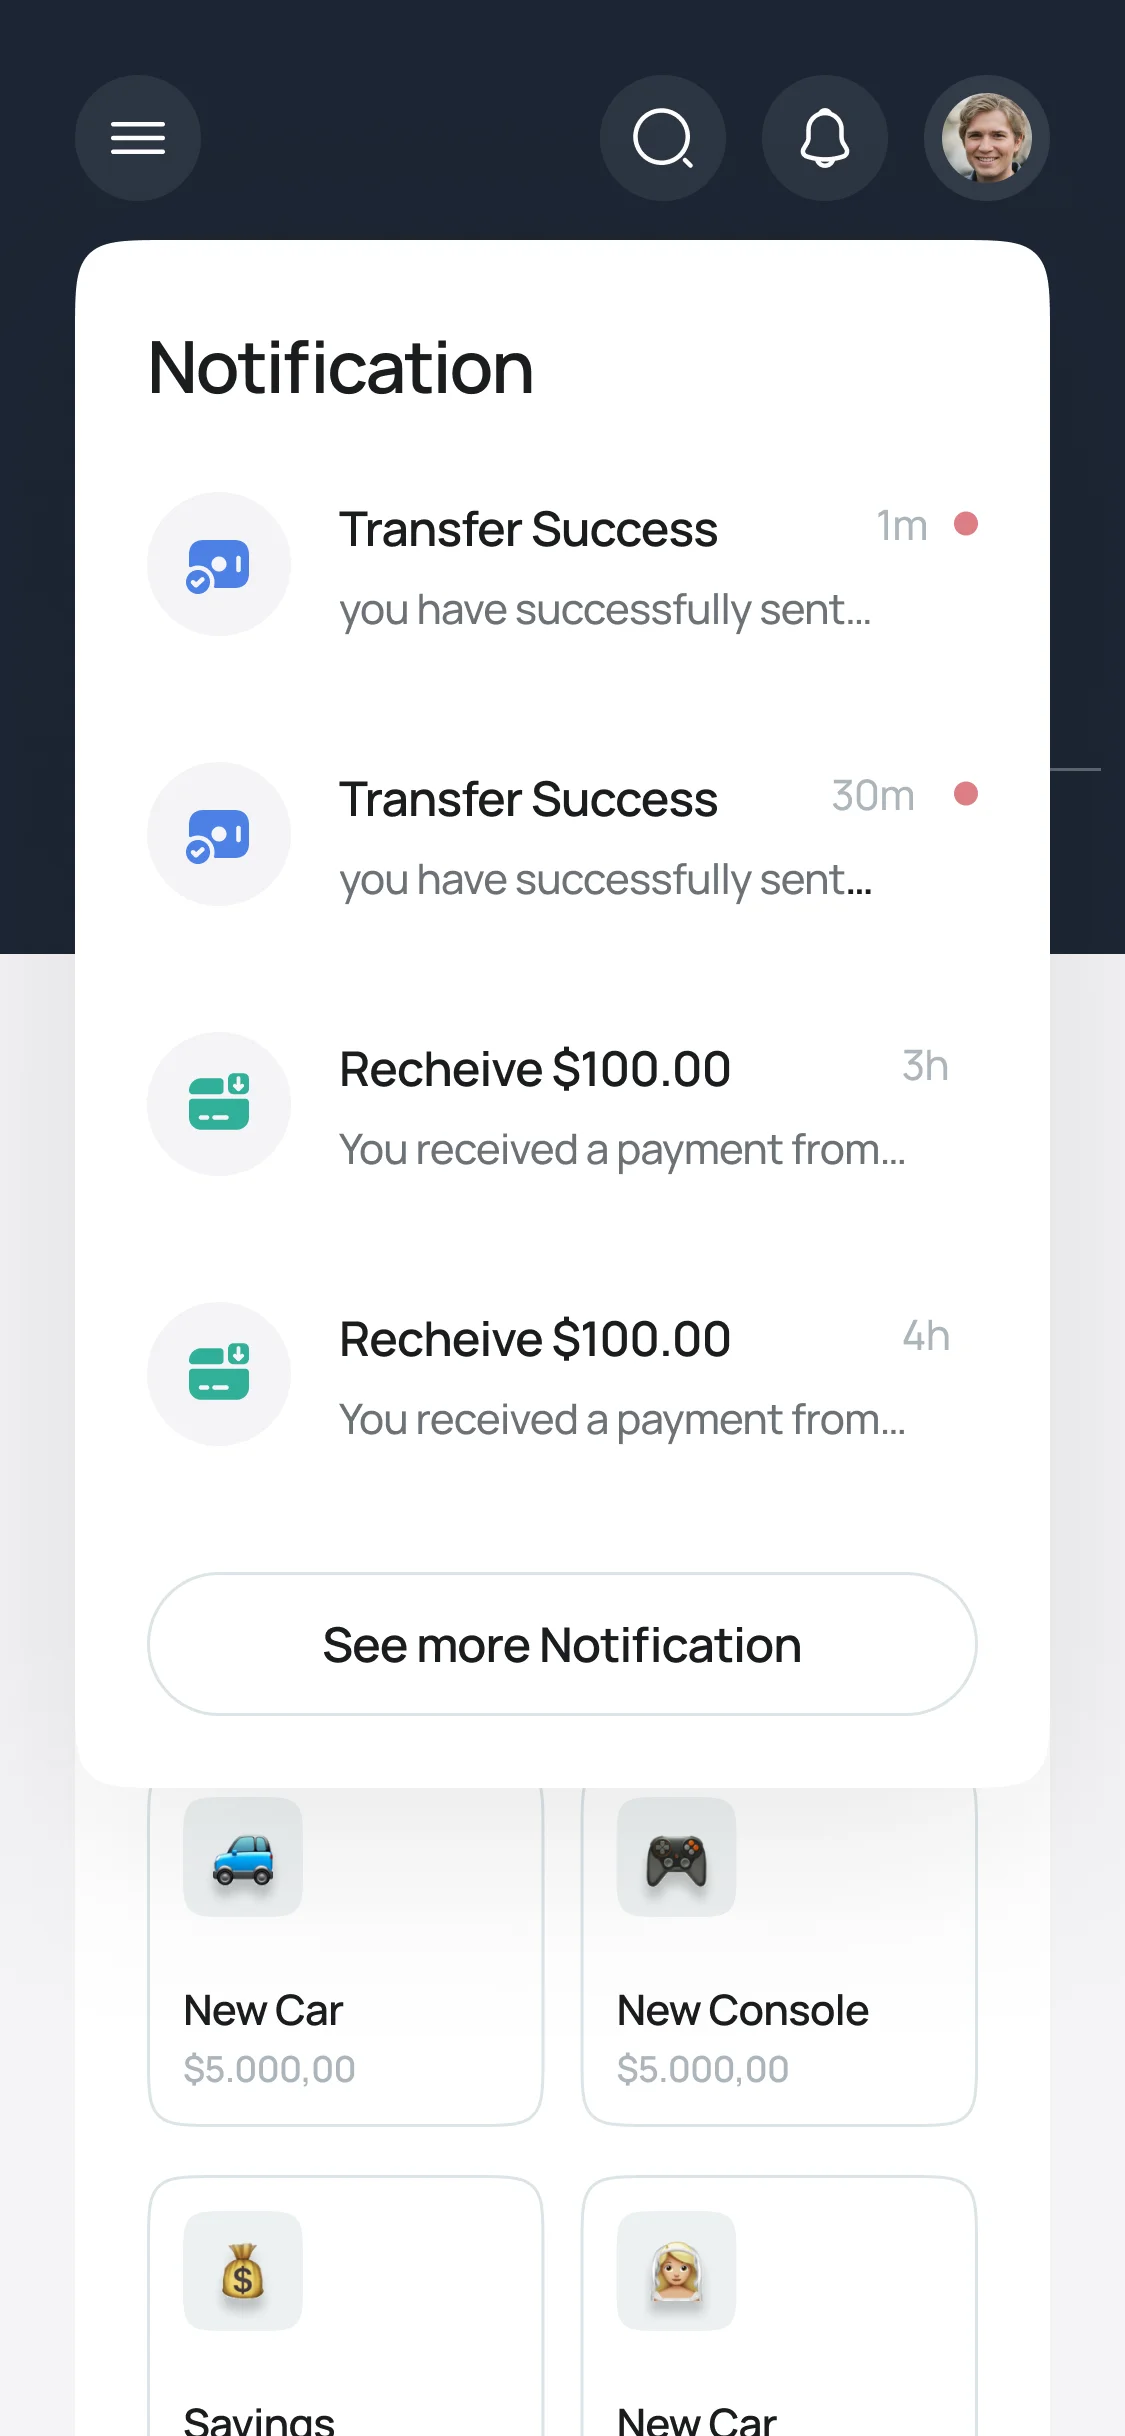 Notification
Transfer Success 1m
you have successfully sent...
Transfer Success 30m
you have successfully sent...
Recheive $100.00 3h
You received a payment from...
Recheive $100.00 4h
You received a payment from...
See more Notification
New Car New Console
$5.000,00 $5.000,00
$
Savings New Car